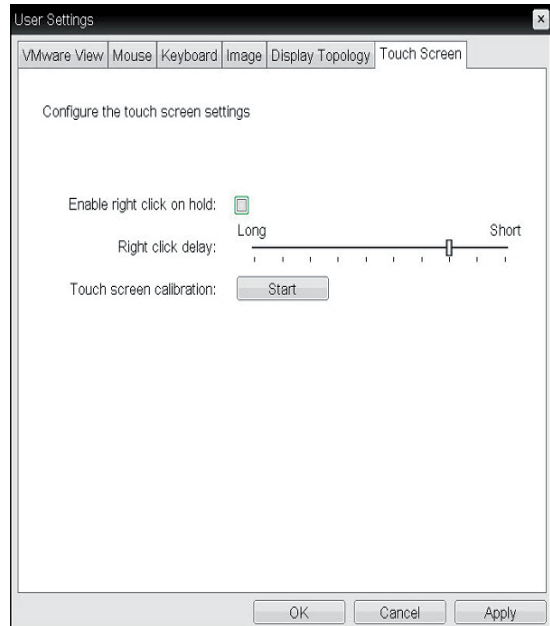 User Settings
VMware View Mouse Keyboard Image Display Topology Touch Screen
Configure the touch screen settings
Enable right click on hold:
Long Short
Right click delay:
Touch screen calibration: Start
OK Cancel Apply